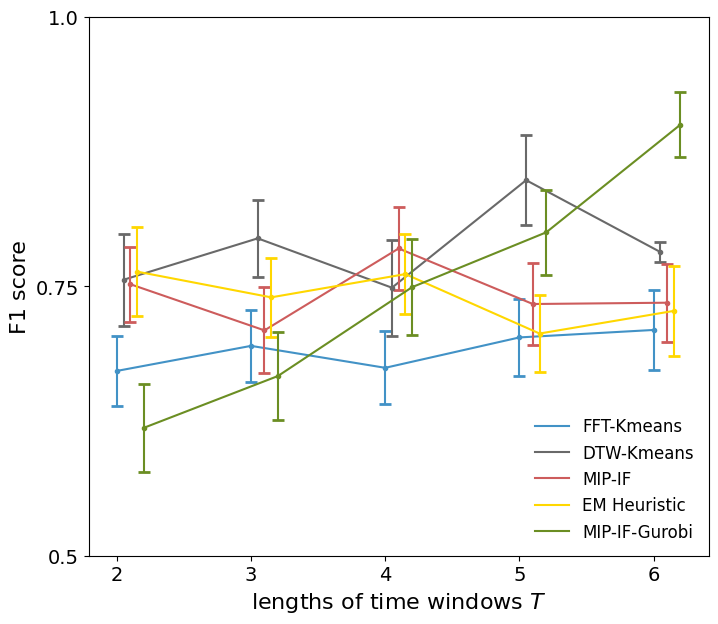 1.0
0.75
0.5
F1 score
2 3 4 5 6
lengths of time windows T
FFT-Kmeans
DTW-Kmeans
MIP-IF
EM Heuristic
MIP-IF-Gurobi